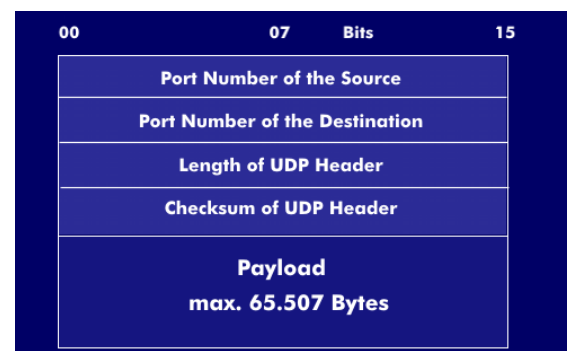 00 07 Bits 15
Port Number of the Source
Port Number of the Destination
Length of UDP Header
Checksum of UDP Header
Payload
max. 65.507 Bytes